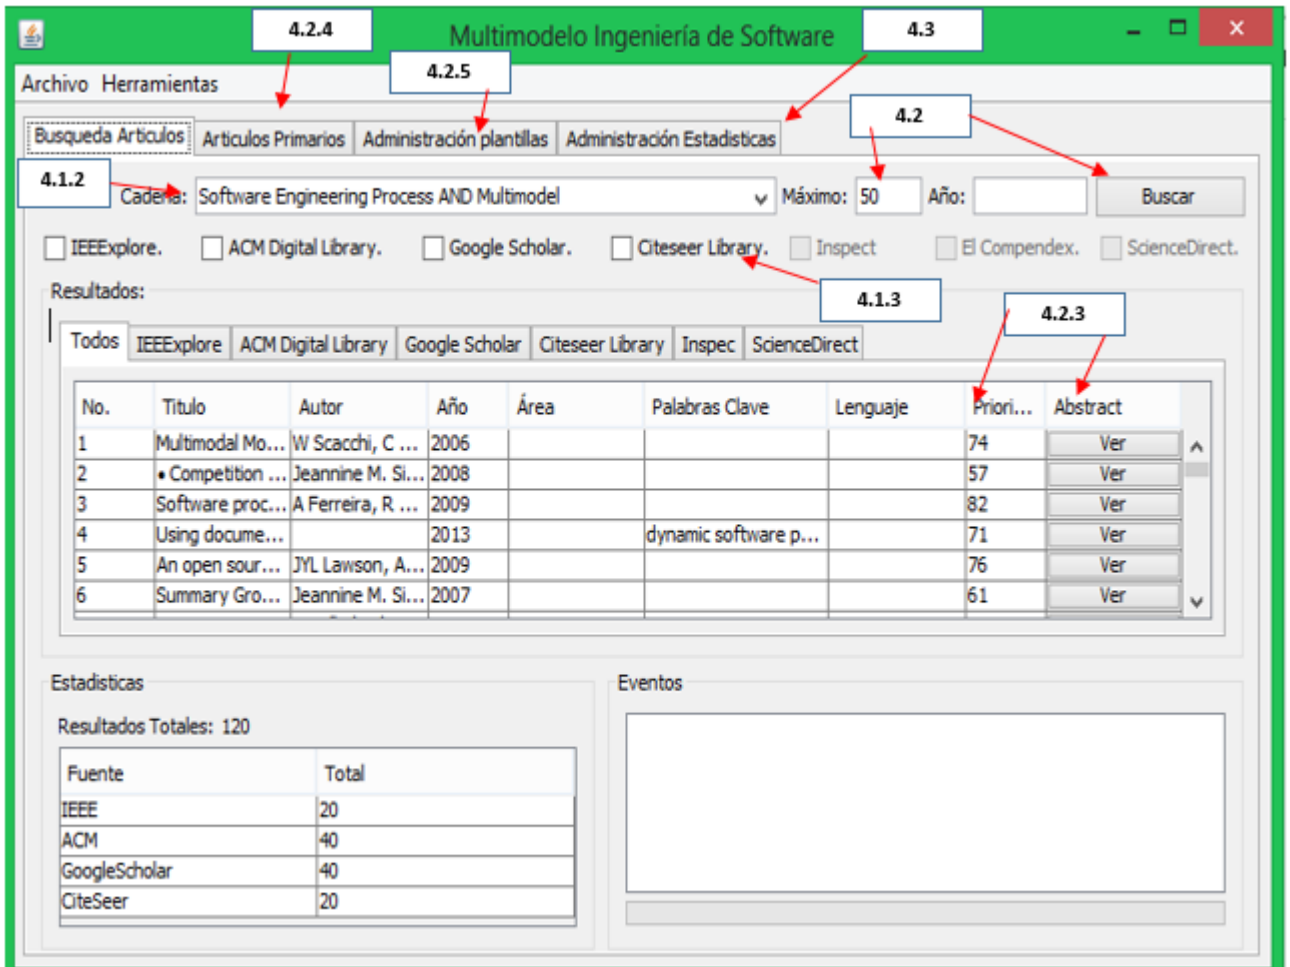 4.2.4
Multimodelo Ingeniería de Software
4.3
4.2.5
Archivo Herramientas
4.2
Busqueda Articulos Articulos Primarios Administración plantillas Administración Estadisticas
4.1.2
Cadena: Software Engineering Process AND Multimodel Máximo: 50 Año: Buscar
IEEExplore. ACM Digital Library. Google Scholar. Citeseer Library. Inspect El Compendex. ScienceDirect.
Resultados:
4.1.3
4.2.3
Todos IEEExplore ACM Digital Library Google Scholar Citeseer Library Inspec ScienceDirect
No. Titulo Autor Año Área Palabras Clave Lenguaje Priori... Abstract
1 Multimodal Mo... W Scacchi, C ... 2006 74 Ver
2 • Competition ... Jeannine M. Si... 2008 57 Ver
3 Software proc... A Ferreira, R ... 2009 82 Ver
4 Using docume... 2013 dynamic software p... 71 Ver
5 An open sour... JYL Lawson, A... 2009 76 Ver
6 Summary Gro... Jeannine M. Si... 2007 61 Ver
Estadisticas
Resultados Totales: 120
Fuente Total
IEEE 20
ACM 40
GoogleScholar 40
CiteSeer 20
Eventos